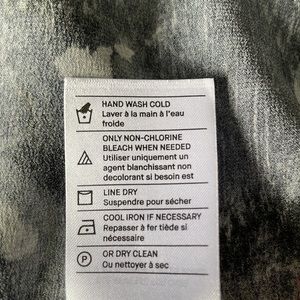 HAND WASH COLD
Laver à la main à l'eau
froide
ONLY NON-CHLORINE
BLEACH WHEN NEEDED
Utiliser uniquement un
agent blanchissant non
decolorant si besoin est
LINE DRY
Suspendre pour sécher
COOL IRON IF NECESSARY
Repasser à fer tiède si
nécessaire
P
OR DRY CLEAN
Ou nettoyer à sec